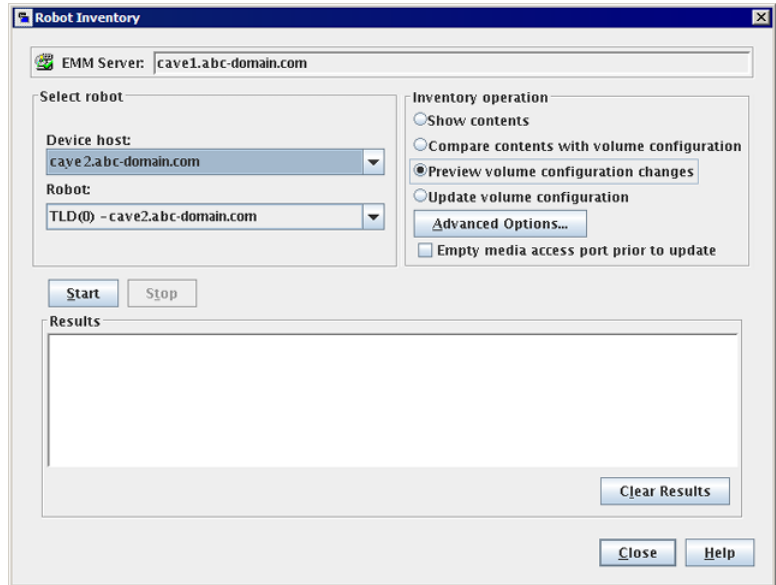 Robot Inventory
EMM Server: cave1.abc-domain.com
Select robot
Device host:
cave2.abc-domain.com
Robot:
TLD(0) - cave2.abc-domain.com
Inventory operation
Show contents
Compare contents with volume configuration
Preview volume configuration changes
Update volume configuration
Advanced Options...
Empty media access port prior to update
Start Stop
Results
Clear Results
Close Help